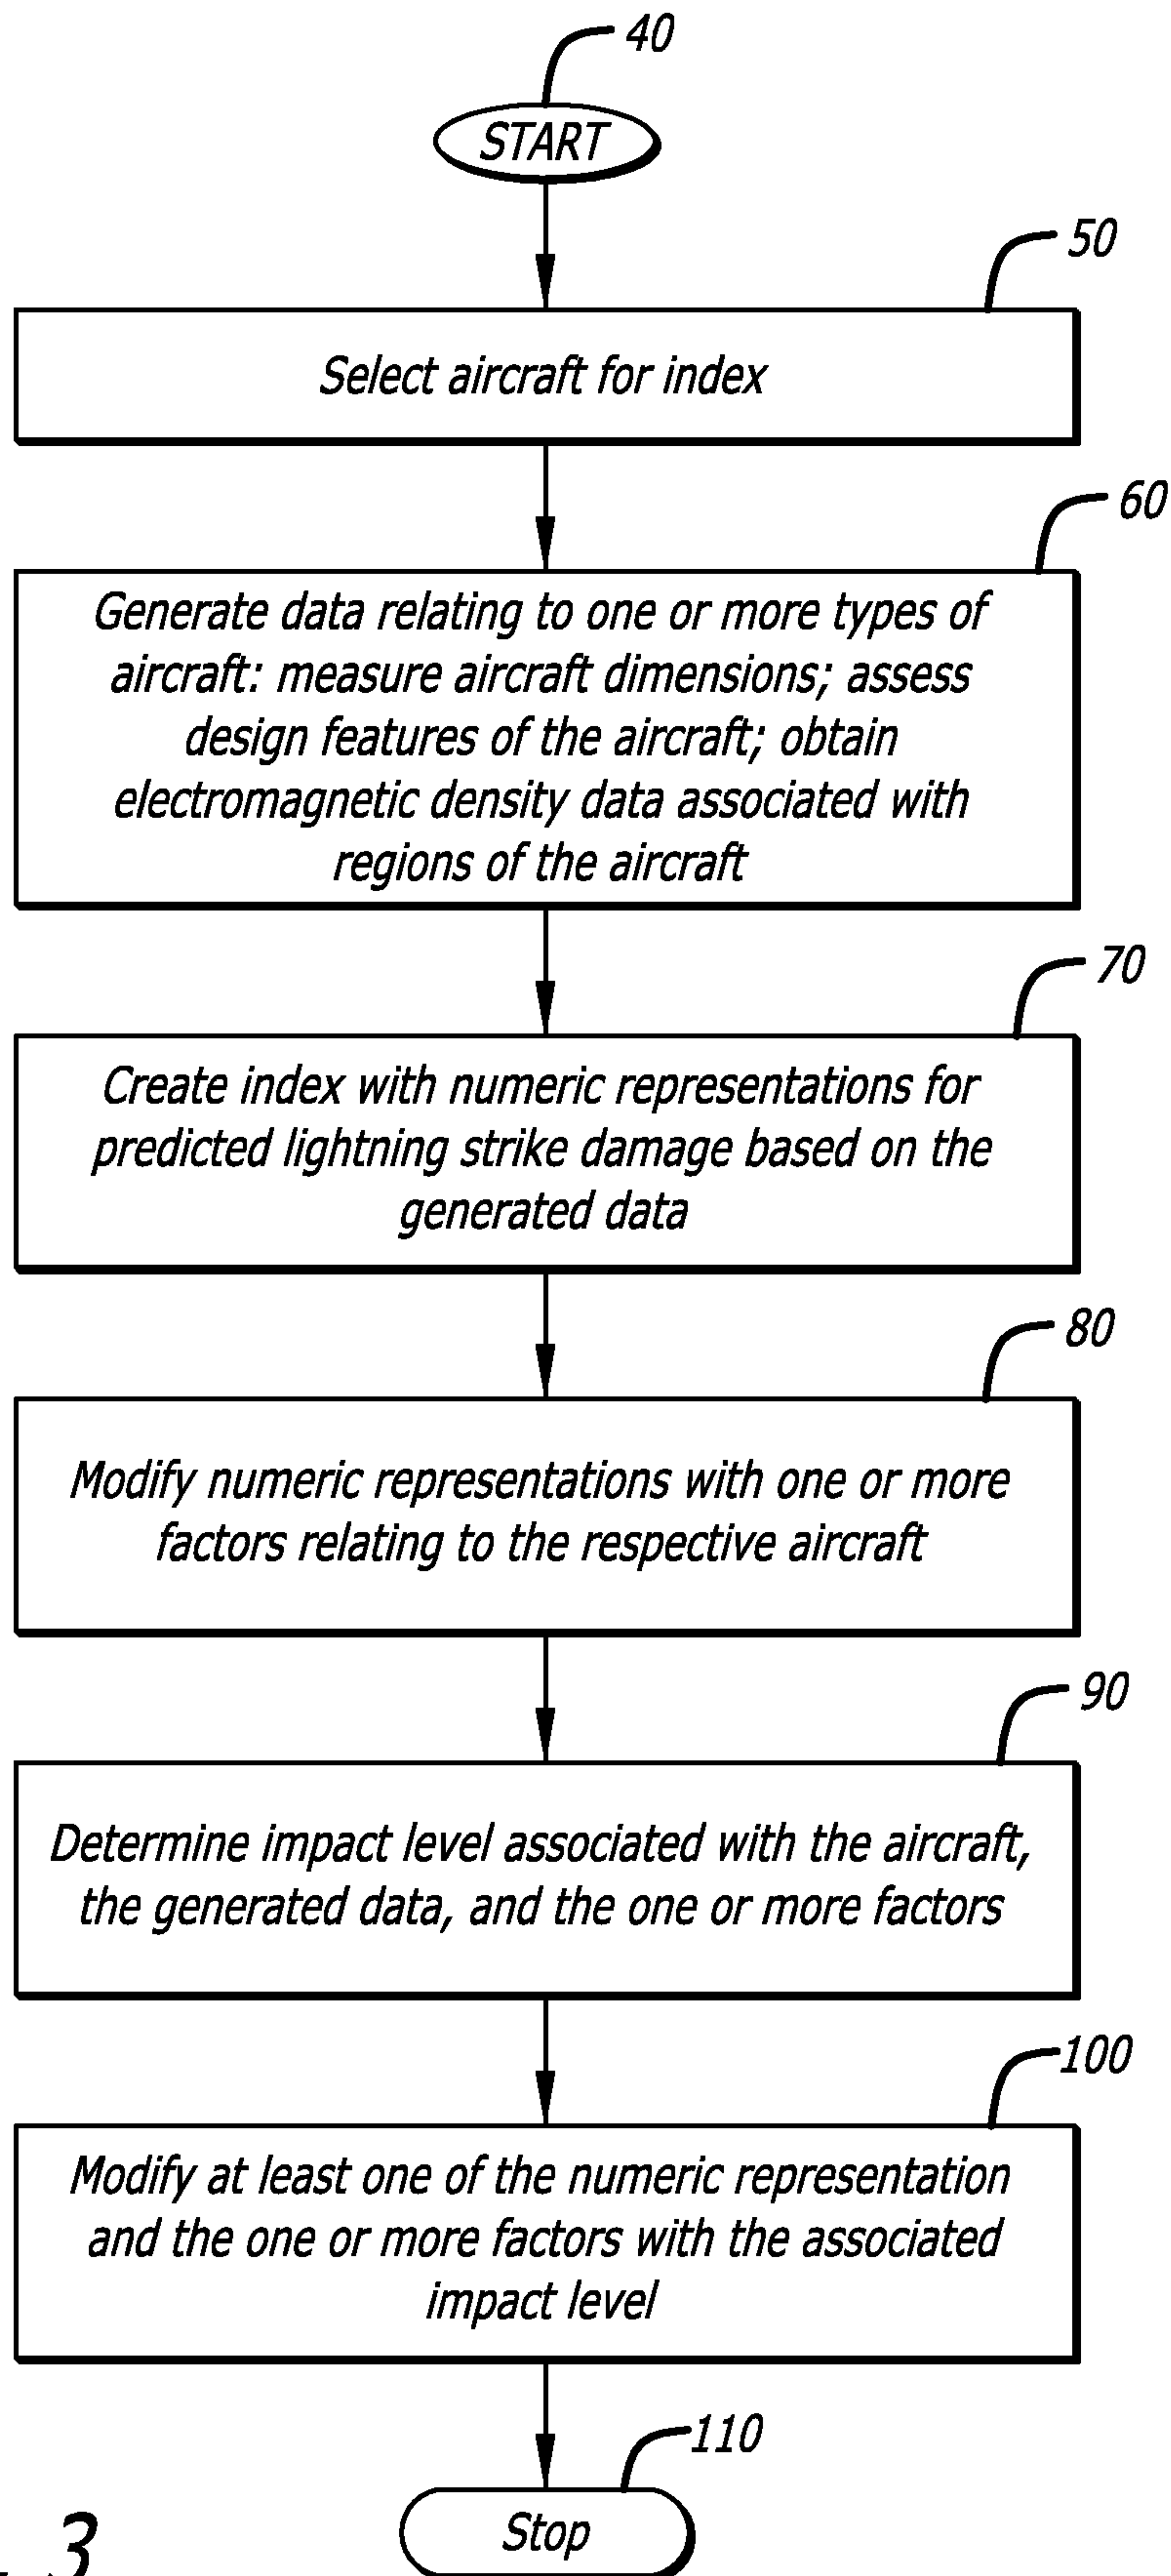 40
START
50
Select aircraft for index
60
Generate data relating to one or more types of
aircraft: measure aircraft dimensions; assess
design features of the aircraft; obtain
electromagnetic density data associated with
regions of the aircraft
70
Create index with numeric representations for
predicted lightning strike damage based on the
generated data
80
Modify numeric representations with one or more
factors relating to the respective aircraft
90
Determine impact level associated with the aircraft,
the generated data, and the one or more factors
100
Modify at least one of the numeric representation
and the one or more factors with the associated
impact level
110
Stop
3